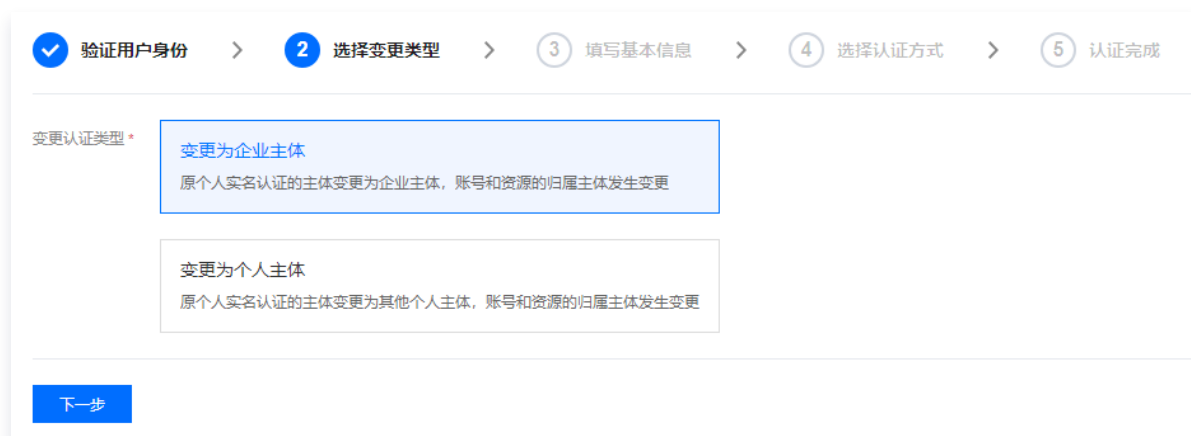 验证用户身份 > 2 选择变更类型 > 3 填写基本信息 > 4 选择认证方式 > 5 认证完成
变更认证类型 *
变更为企业主体
原个人实名认证的主体变更为企业主体，账号和资源的归属主体发生变更
变更为个人主体
原个人实名认证的主体变更为其他个人主体，账号和资源的归属主体发生变更
下一步